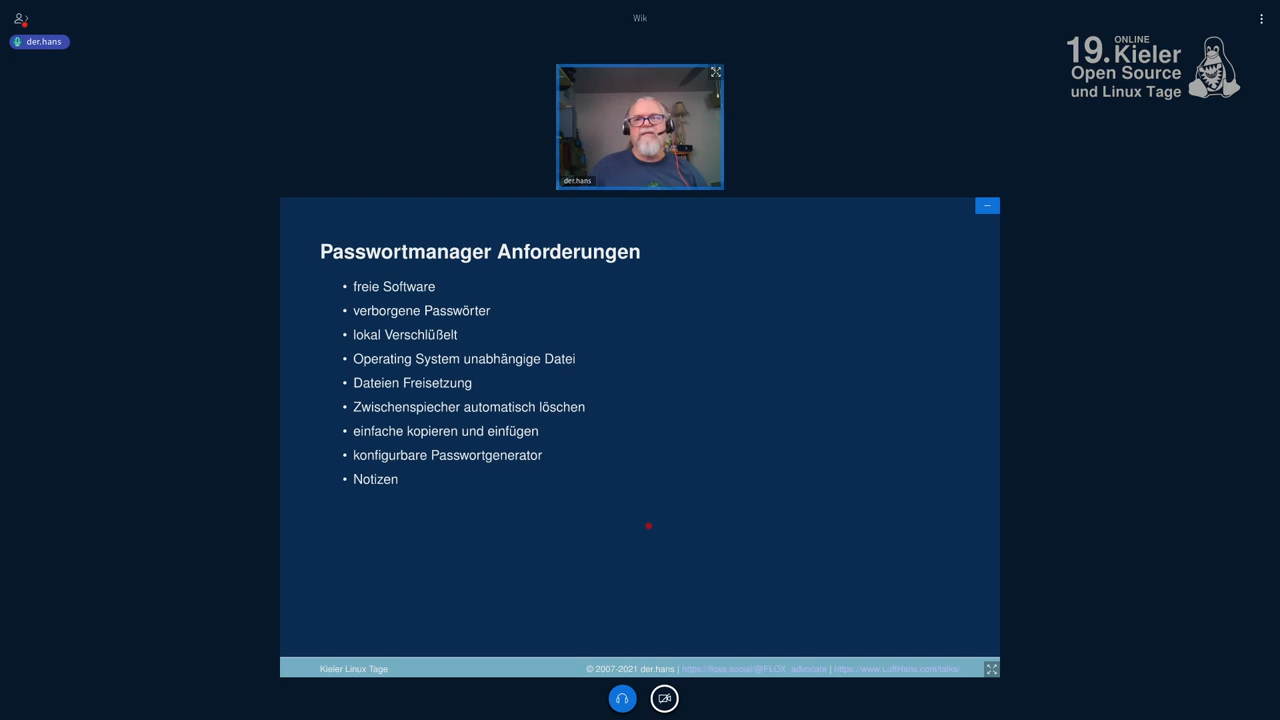 Wik
der.hans
ONLINE
19. Kieler
Open Source
und Linux Tage
der.hans
Passwortmanager Anforderungen
• freie Software
• verborgene Passwörter
• lokal Verschlüßelt
• Operating System unabhängige Datei
• Dateien Freisetzung
• Zwischenspiecher automatisch löschen
• einfache kopieren und einfügen
• konfigurbare Passwortgenerator
• Notizen
Kieler Linux Tage
© 2007-2021 der.hans | https://floss.social/@FLOX_advocate | https://www.LuftHans.com/talks/